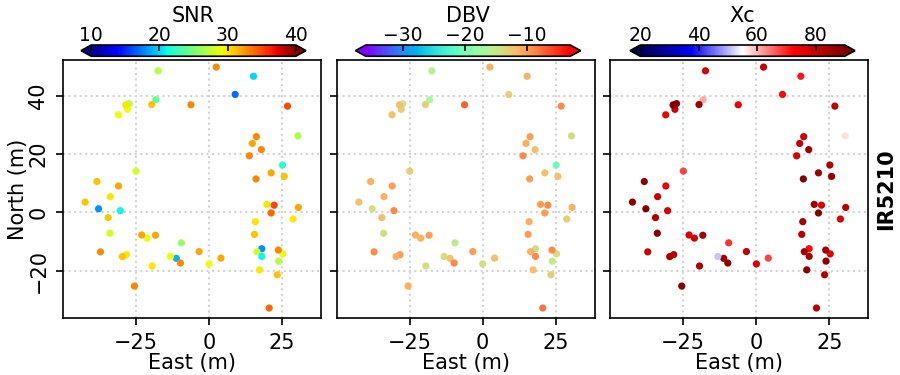 SNR DBV Xc
10 20 30 40 −30 −20 −10 20 40 60 80
40
20
0
−20
North (m)
IR5210
−25 0 25 −25 0 25 −25 0 25
East (m) East (m) East (m)